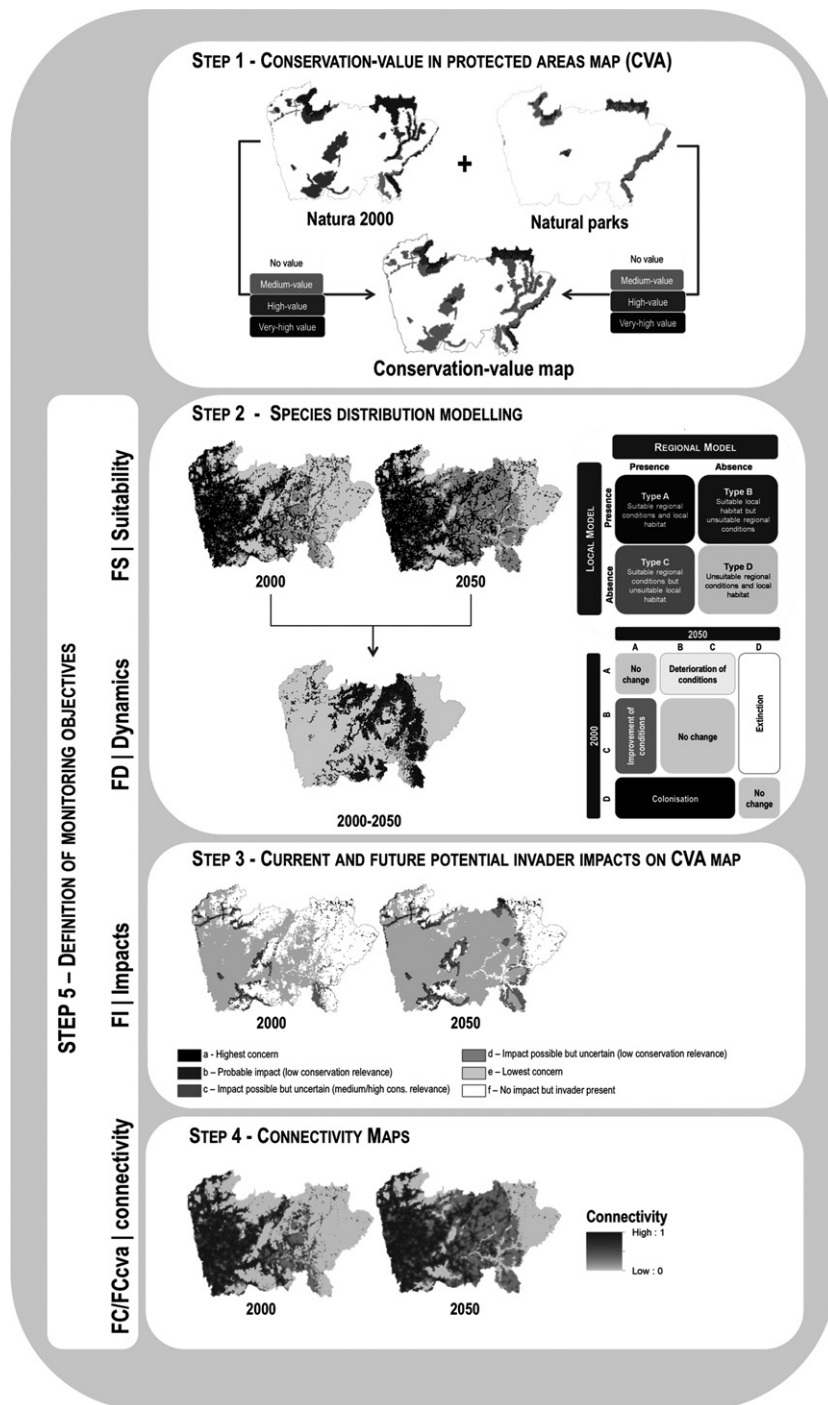 STEP 1 - CONSERVATION-VALUE IN PROTECTED AREAS MAP (CVA)
+
Natura 2000
Natural parks
No value
Medium-value
High-value
Very-high value
No value
Medium-value
High-value
Very-high value
Conservation-value map
STEP 5 – DEFINITION OF MONITORING OBJECTIVES
FS | Suitability
FD | Dynamics
FI | Impacts
FC/FCcva | connectivity
STEP 2 - SPECIES DISTRIBUTION MODELLING
2000
2050
2000-2050
REGIONAL MODEL
Presence
Absence
LOCAL MODEL
Presence
Absence
Type A
Suitable regional
conditions and local
habitat
Type B
Suitable local
habitat but
unsuitable regional
conditions
Type C
Suitable regional
conditions but
unsuitable local
habitat
Type D
Unsuitable regional
conditions and local
habitat
2050
A
B
C
D
2000
A
B
C
D
No
change
Deterioration of
conditions
Extinction
Improvement of
conditions
No change
Colonisation
No
change
STEP 3 - CURRENT AND FUTURE POTENTIAL INVADER IMPACTS ON CVA MAP
2000
2050
a - Highest concern
b – Probable impact (low conservation relevance)
c – Impact possible but uncertain (medium/high cons. relevance)
d – Impact possible but uncertain (low conservation relevance)
e – Lowest concern
f – No impact but invader present
STEP 4 - CONNECTIVITY MAPS
2000
2050
Connectivity
High : 1
Low : 0